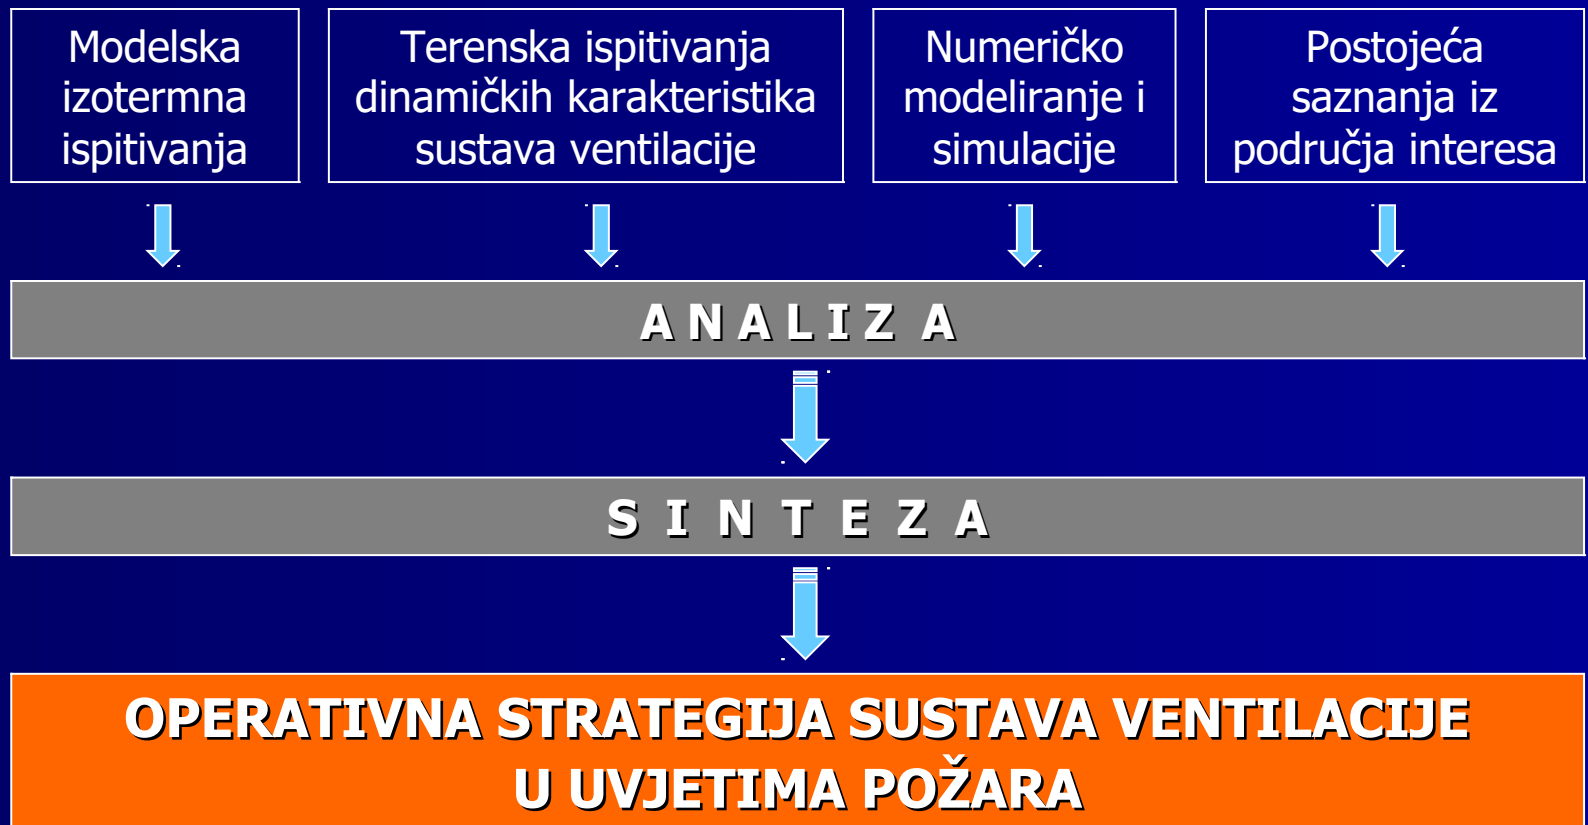 Modelska
izotermna
ispitivanja
Terenska ispitivanja
dinamičkih karakteristika
sustava ventilacije
Numeričko
modeliranje i
simulacije
Postojeća
saznanja iz
područja interesa
A N A L I Z A
S I N T E Z A
OPERATIVNA STRATEGIJA SUSTAVA VENTILACIJE
U UVJETIMA POŽARA